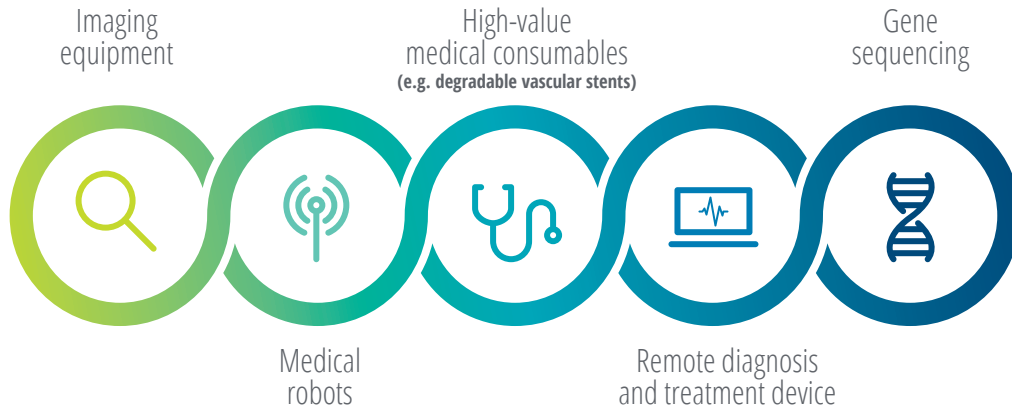 Imaging
equipment
High-value
medical consumables
(e.g. degradable vascular stents)
Gene
sequencing
Medical
robots
Remote diagnosis
and treatment device